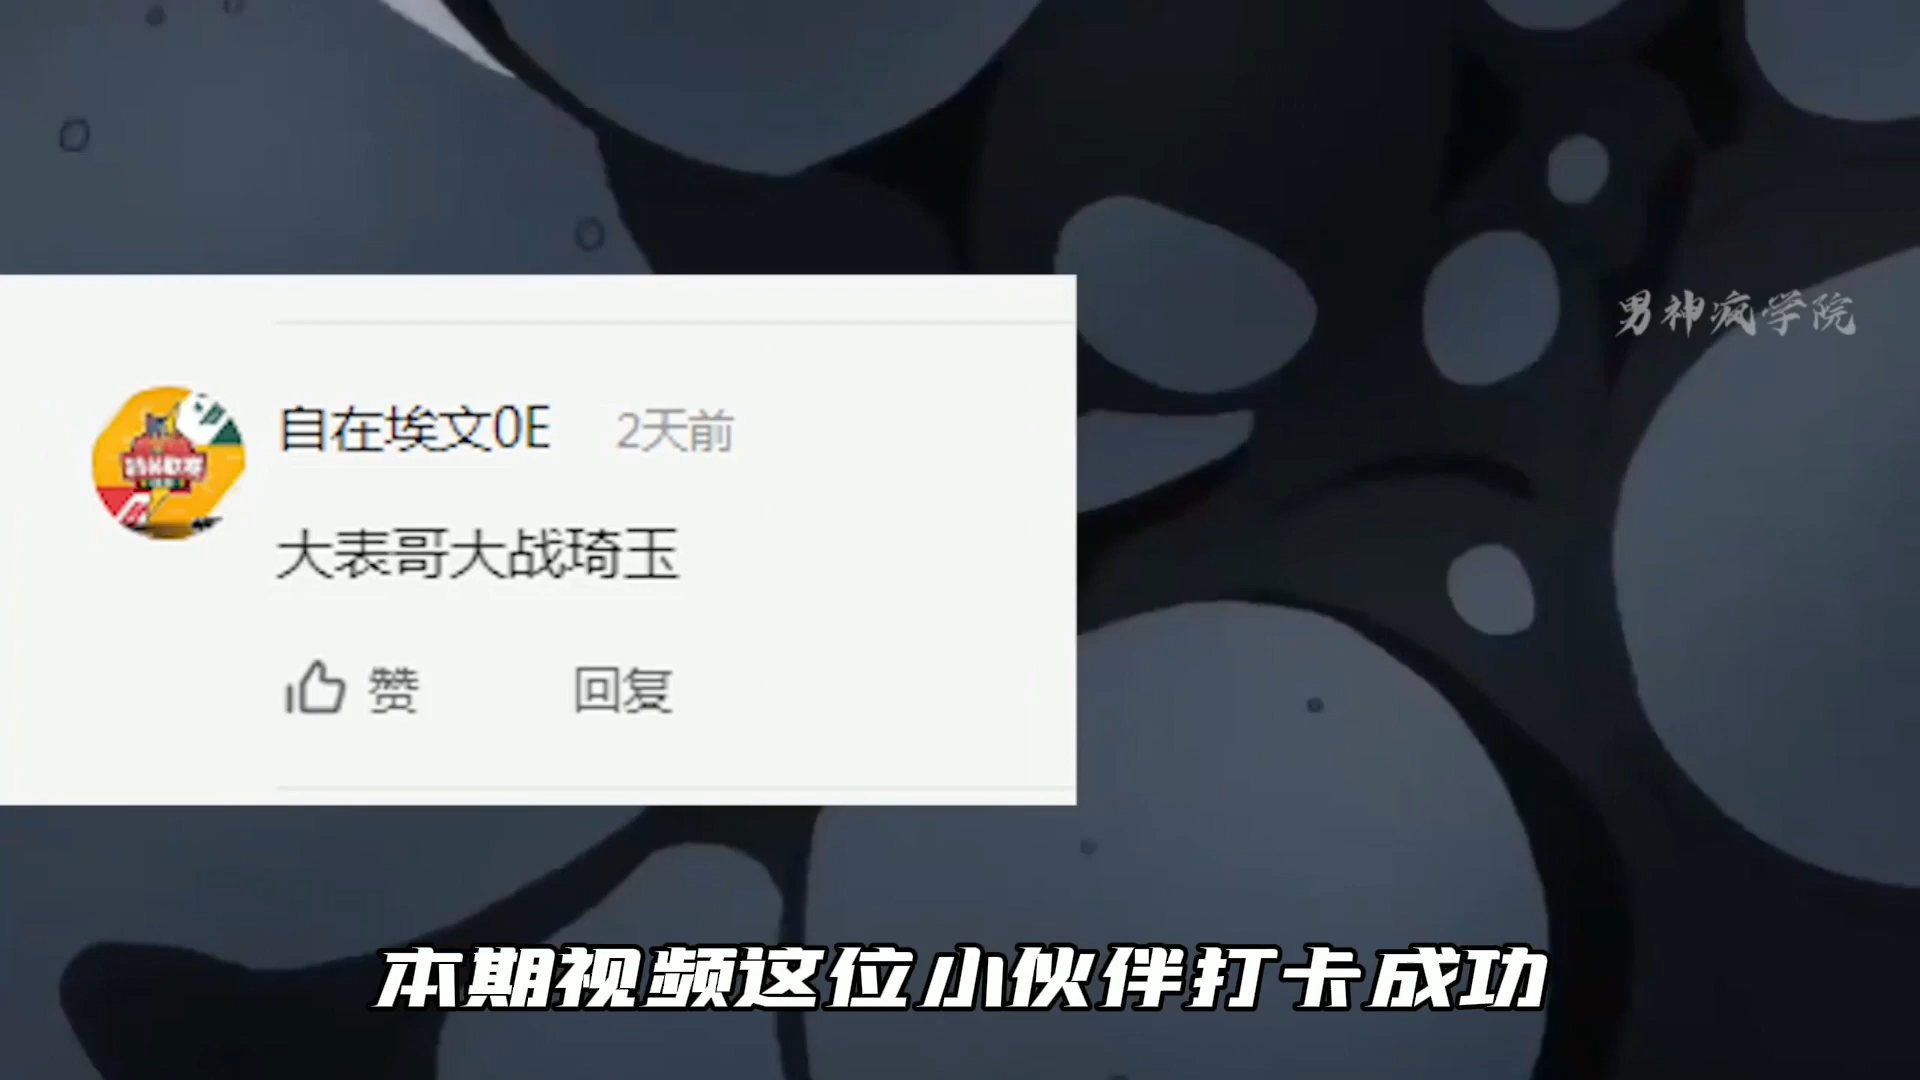 男神疯学院
自在埃文0E 2天前
大表哥大战琦玉
赞 回复
本期视频这位小伙伴打卡成功